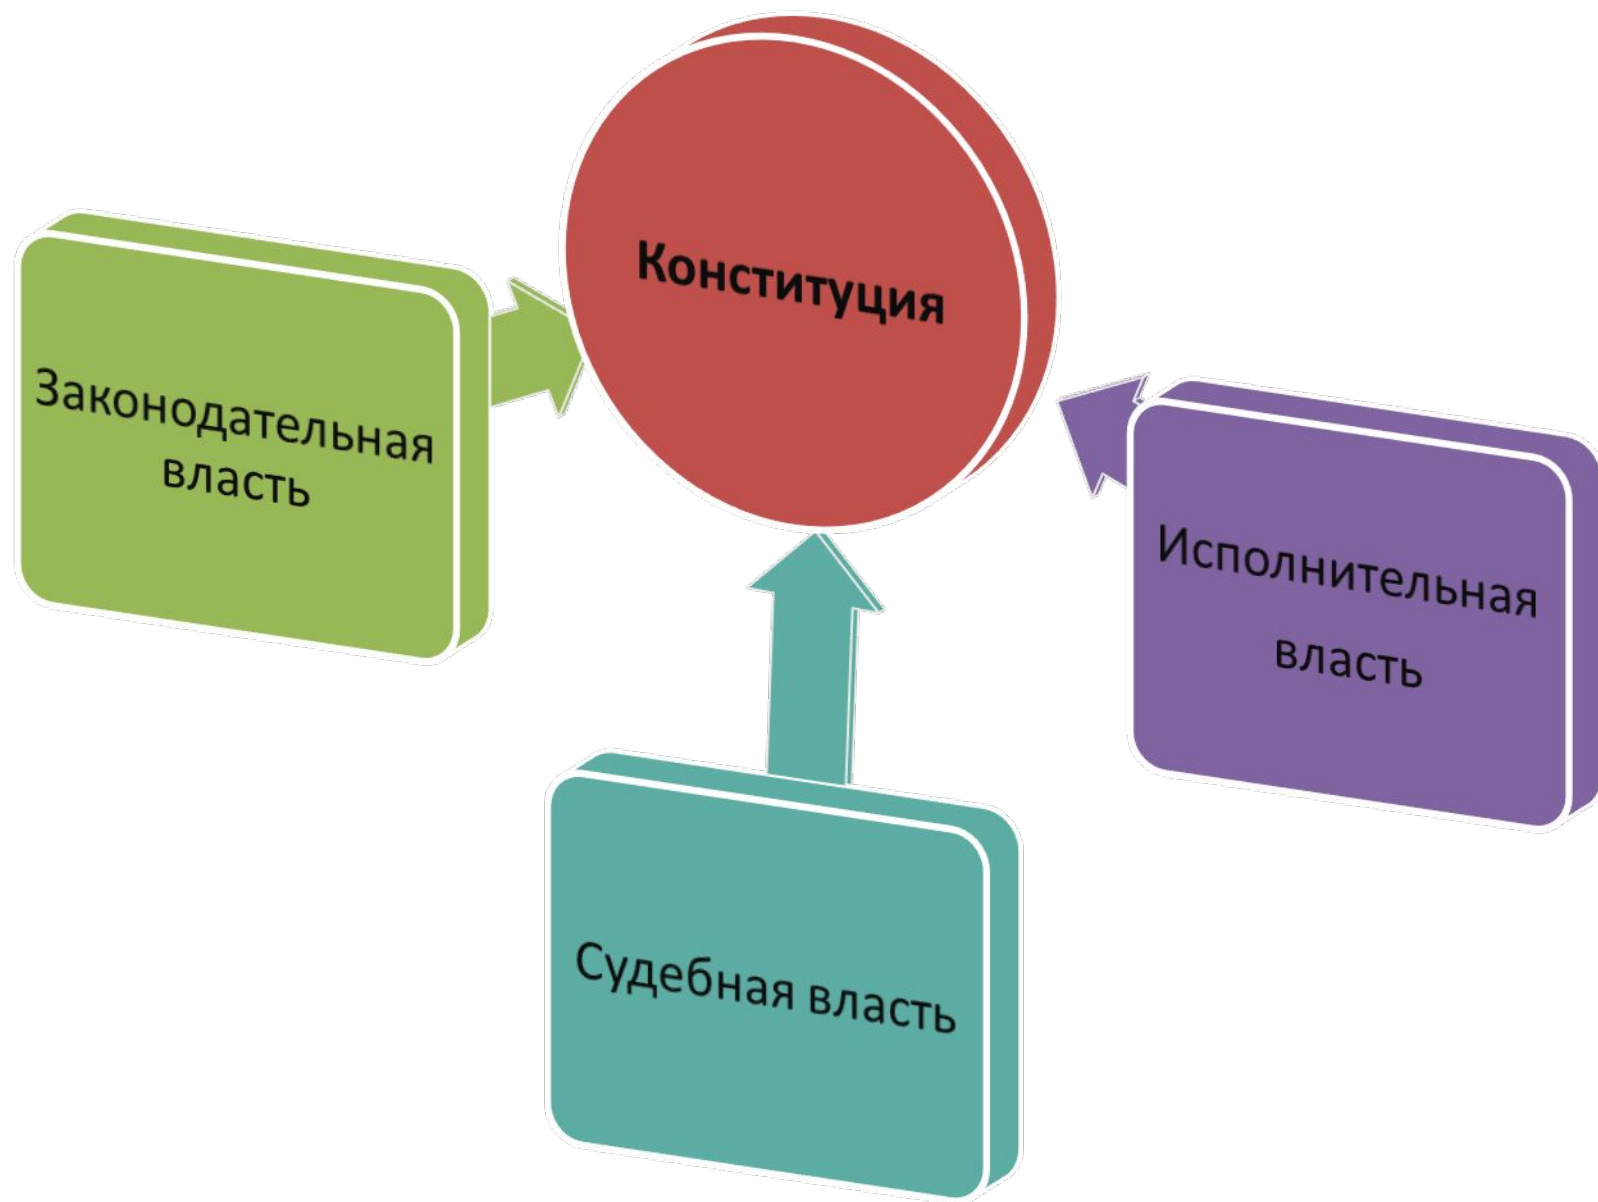 Конституция
Законодательная
власть
Исполнительная
власть
Судебная власть